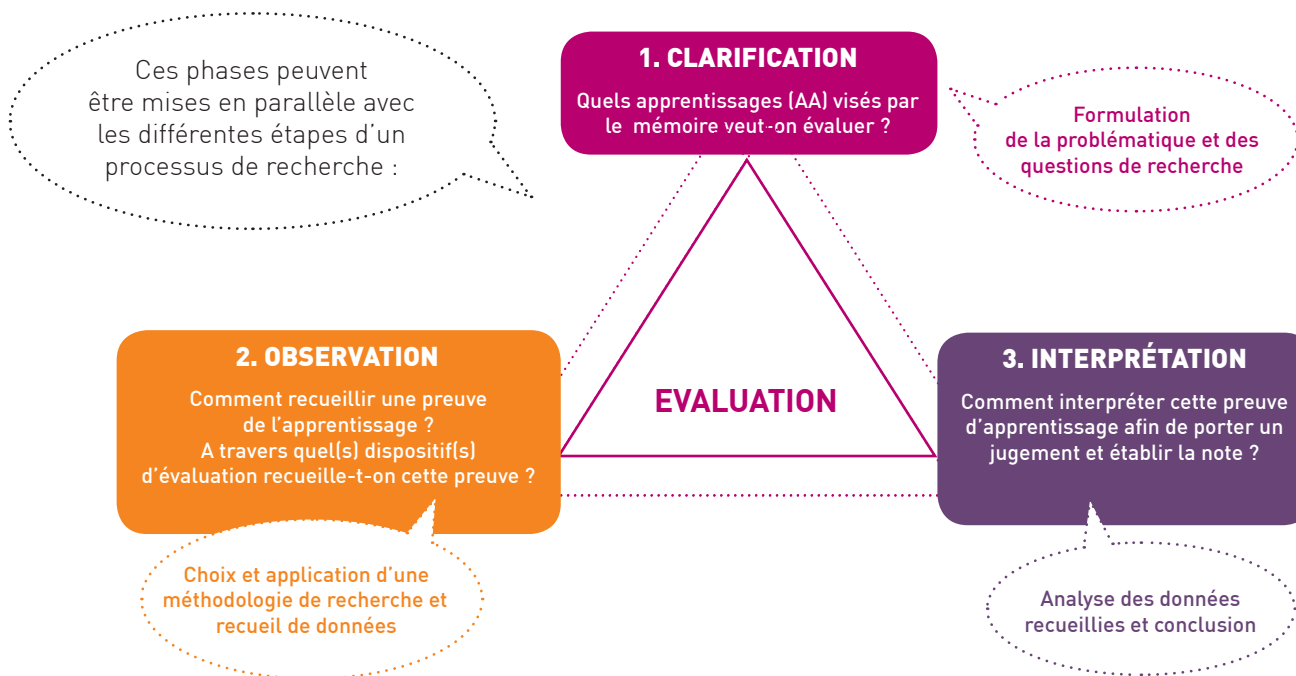 Ces phases peuvent
être mises en parallèle avec
les différentes étapes d'un
processus de recherche :
1. CLARIFICATION
Quels apprentissages (AA) visés par
le mémoire veut-on évaluer ?
Formulation
de la problématique et des
questions de recherche
EVALUATION
2. OBSERVATION
Comment recueillir une preuve
de l'apprentissage ?
A travers quel(s) dispositif(s)
d'évaluation recueille-t-on cette preuve ?
Choix et application d'une
méthodologie de recherche et
recueil de données
3. INTERPRÉTATION
Comment interpréter cette preuve
d'apprentissage afin de porter un
jugement et établir la note ?
Analyse des données
recueillies et conclusion